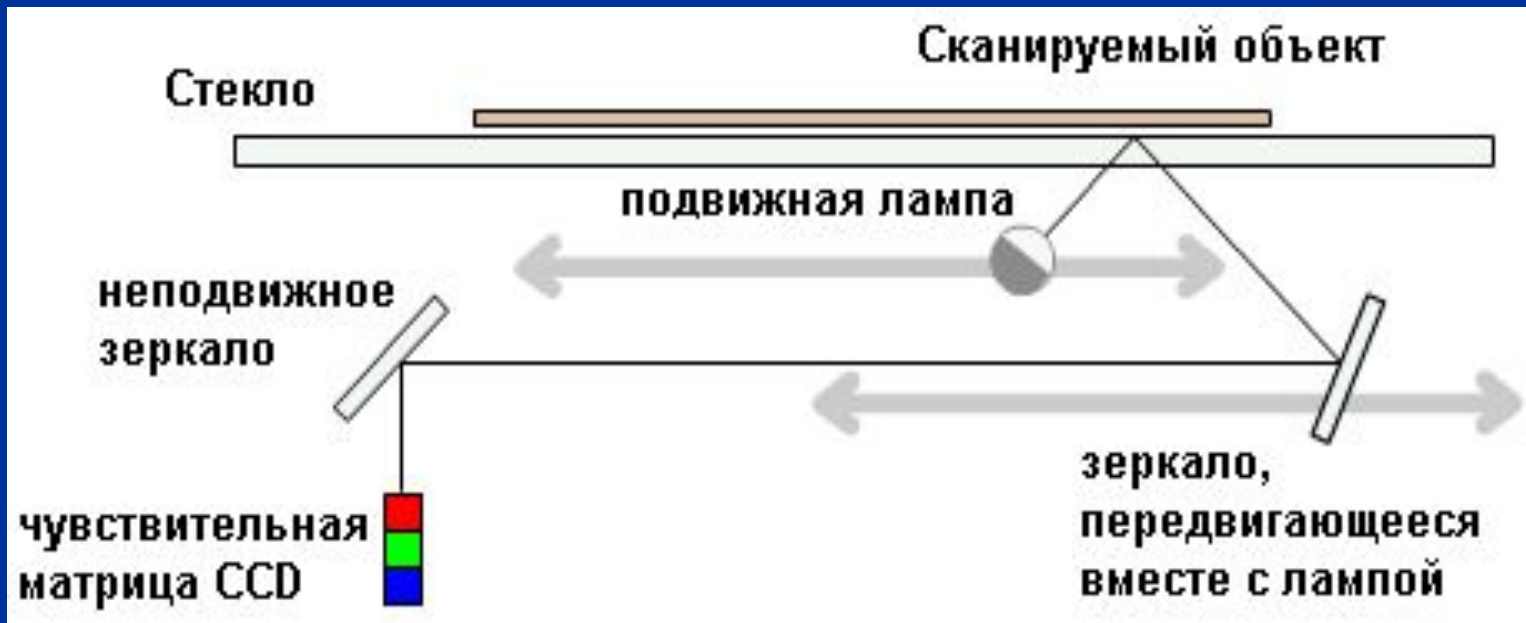 Сканируемый объект
Стекло
подвижная лампа
неподвижное
зеркало
зеркало,
передвигающееся
вместе с лампой
чувствительная
матрица CCD